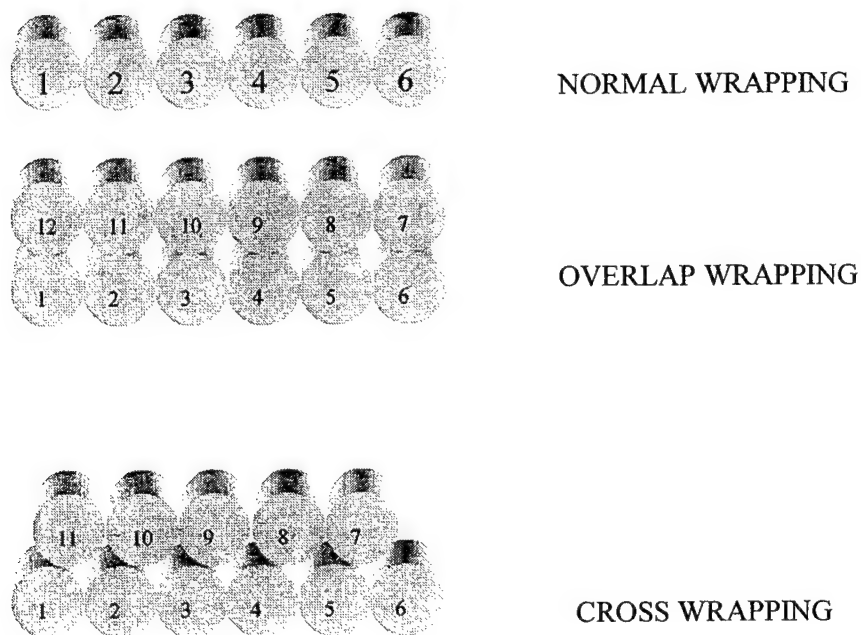 1 2 3 4 5 6 NORMAL WRAPPING
12 11 10 9 8 7
1 2 3 4 5 6
OVERLAP WRAPPING
11 10 9 8 7
1 2 3 4 5 6 CROSS WRAPPING